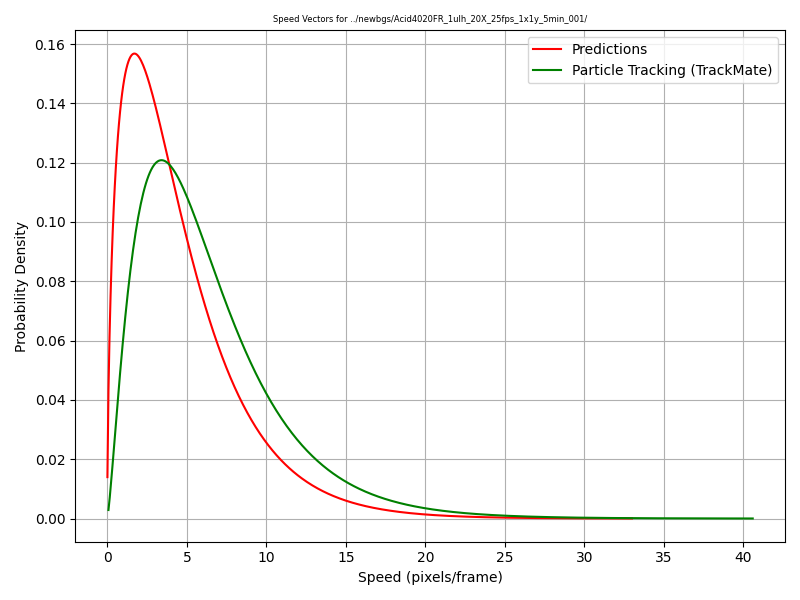 Speed Vectors for ../newbgs/Acid4020FR_1ulh_20X_25fps_1x1y_5min_001/
Predictions
Particle Tracking (TrackMate)
Probability Density
0.16
0.14
0.12
0.10
0.08
0.06
0.04
0.02
0.00
0 5 10 15 20 25 30 35 40
Speed (pixels/frame)